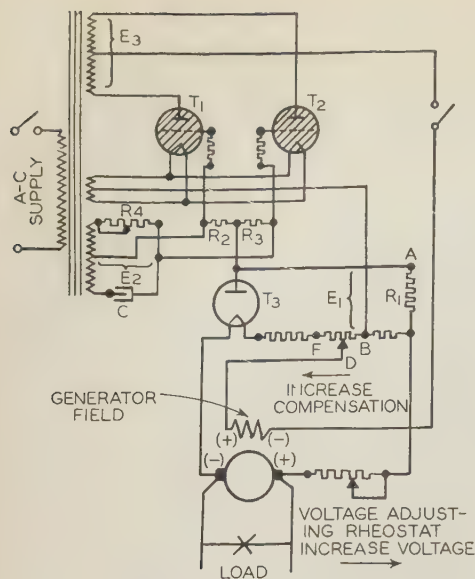 E3
T1
T2
A-C
SUPPLY
R4
R2
R3
E2
C
T3
A
E1
R1
F
B
D
INCREASE
COMPENSATION
GENERATOR
FIELD
(+)
(-)
(-)
(+)
VOLTAGE ADJUST-
ING RHEOSTAT
INCREASE VOLTAGE
LOAD